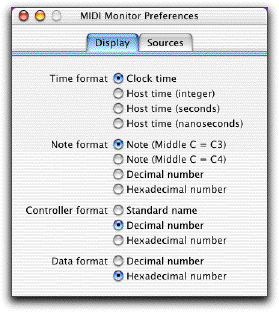 MIDI Monitor Preferences
Display Sources
Time format Clock time
Host time (integer)
Host time (seconds)
Host time (nanoseconds)
Note format Note (Middle C = C3)
Note (Middle C = C4)
Decimal number
Hexadecimal number
Controller format Standard name
Decimal number
Hexadecimal number
Data format Decimal number
Hexadecimal number